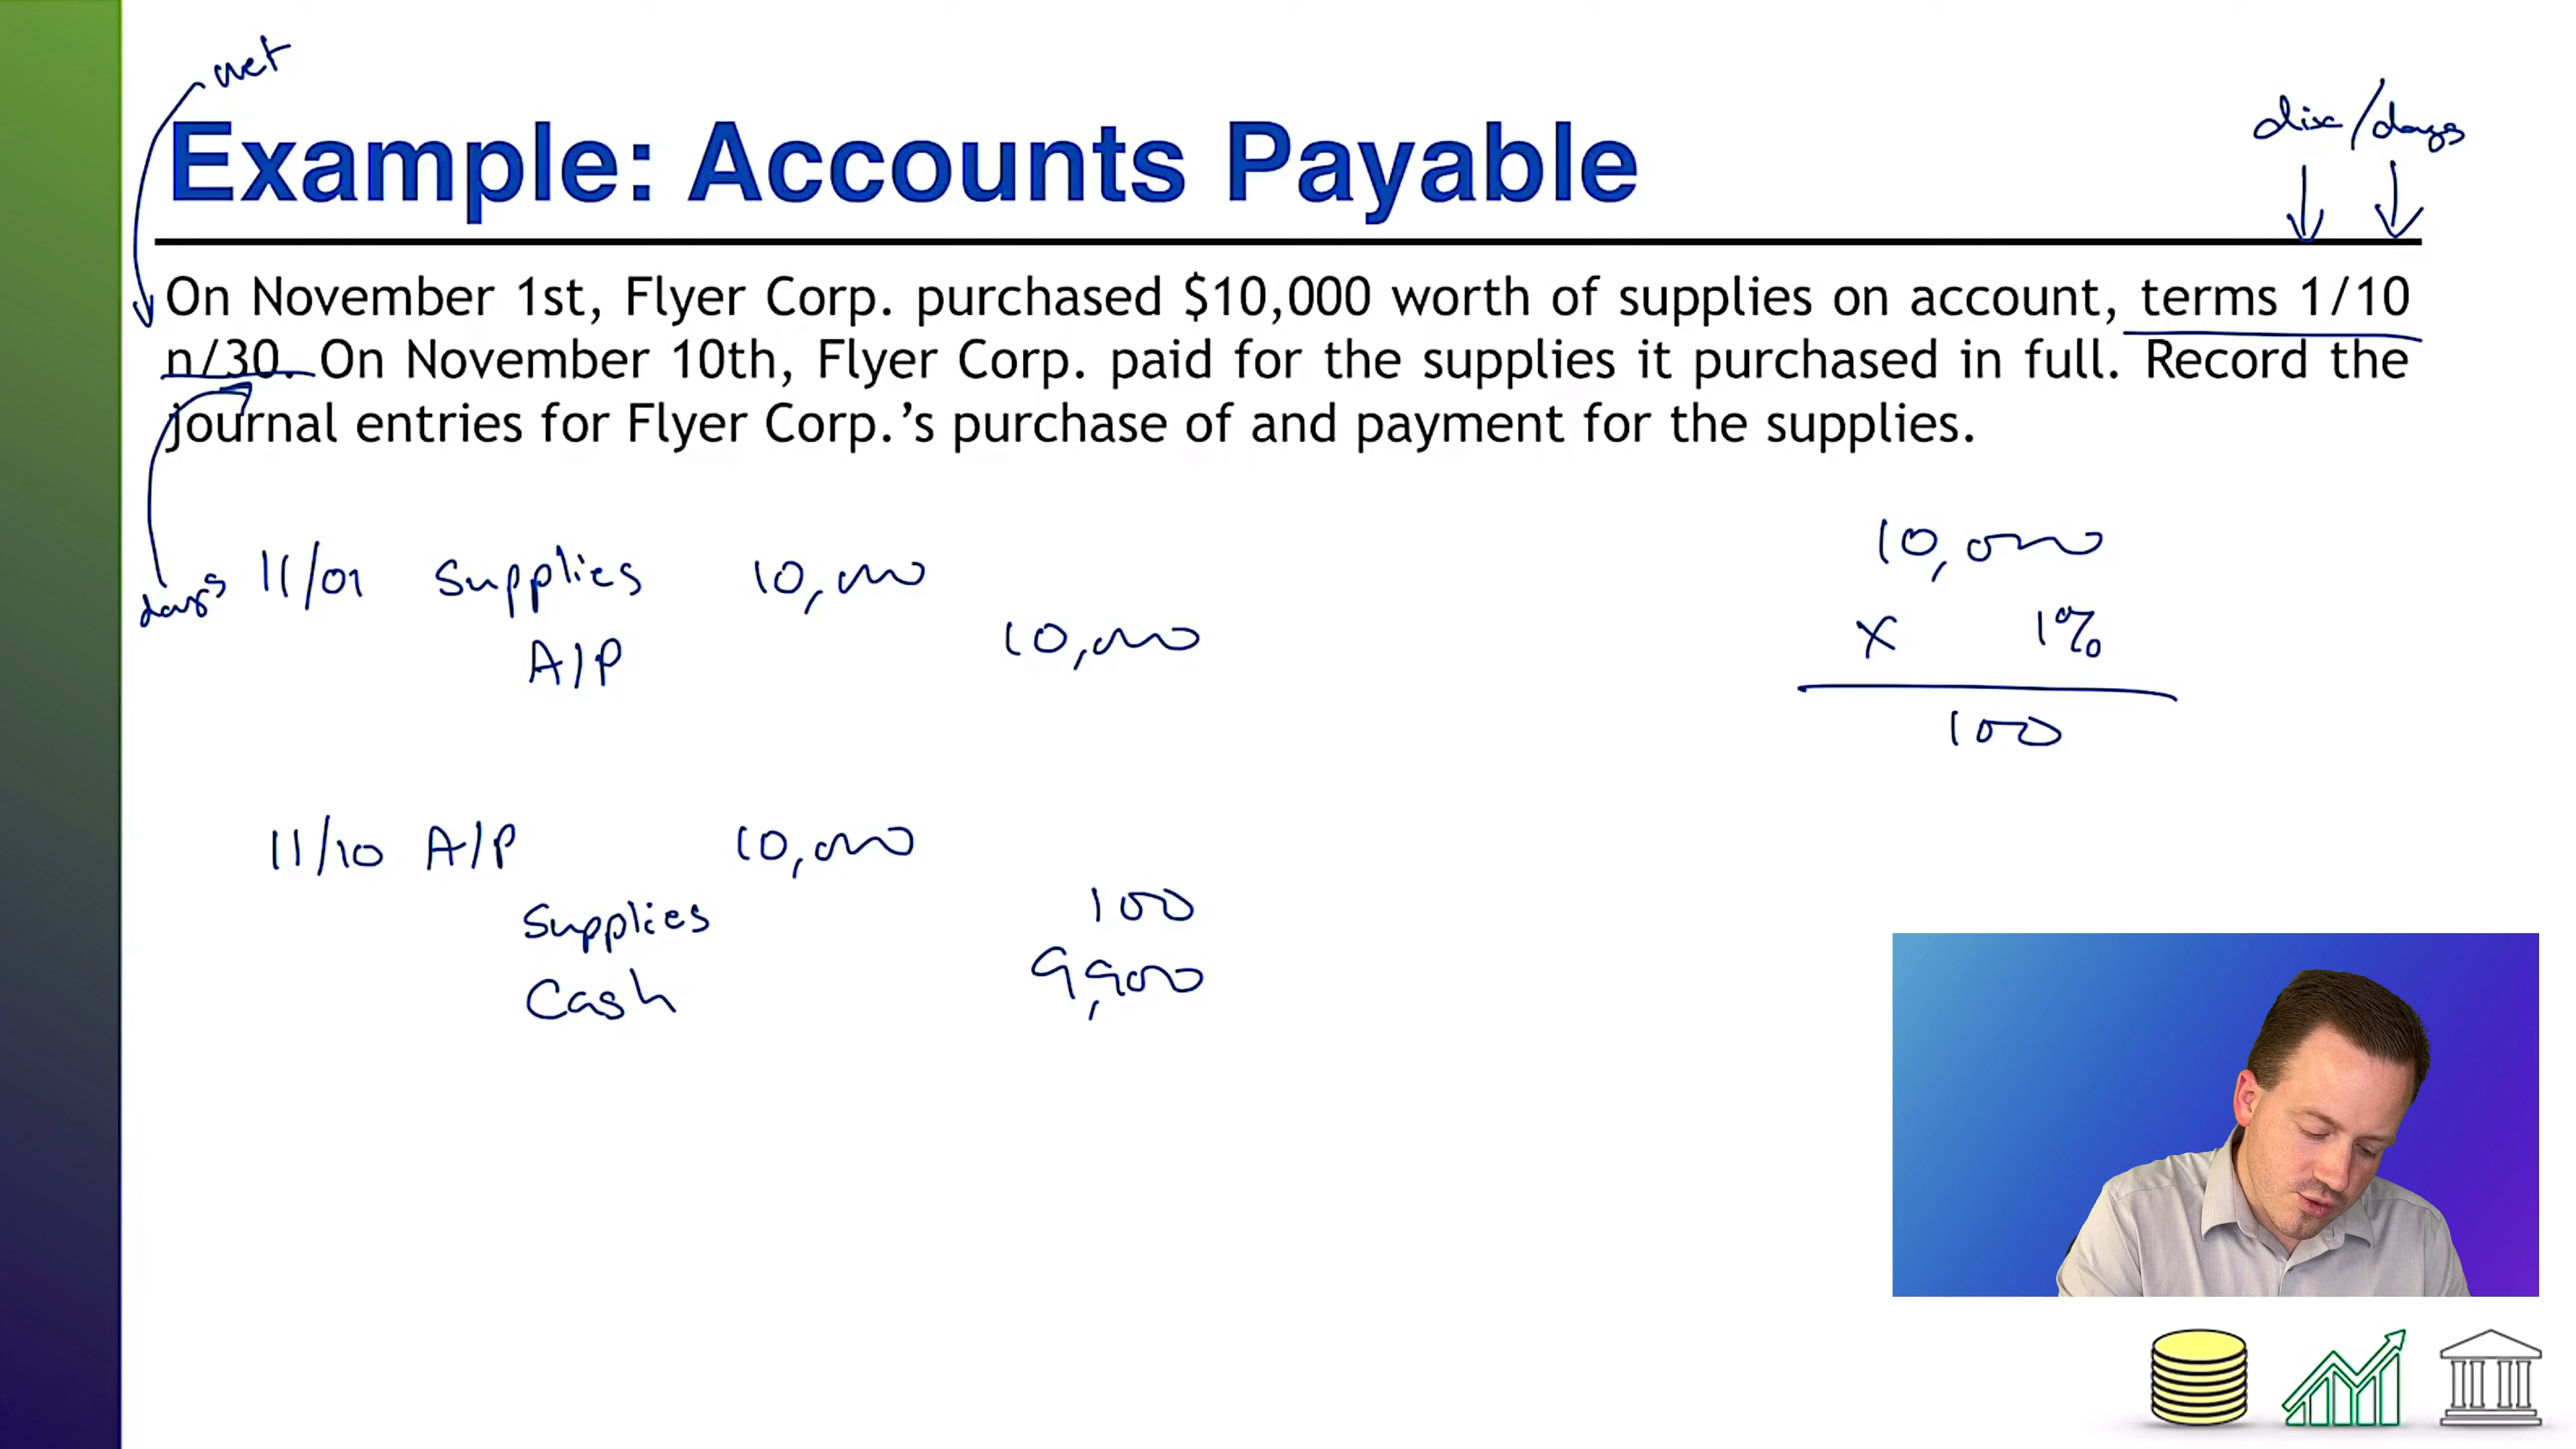 net
disc/days
Example: Accounts Payable
On November 1st, Flyer Corp. purchased $10,000 worth of supplies on account, terms 1/10
n/30. On November 10th, Flyer Corp. paid for the supplies it purchased in full. Record the
journal entries for Flyer Corp.’s purchase of and payment for the supplies.
days 11/01 Supplies 10,000
A/P 10,000
10,000
x 1%
100
11/10 A/P 10,000
Supplies 100
Cash 9,900